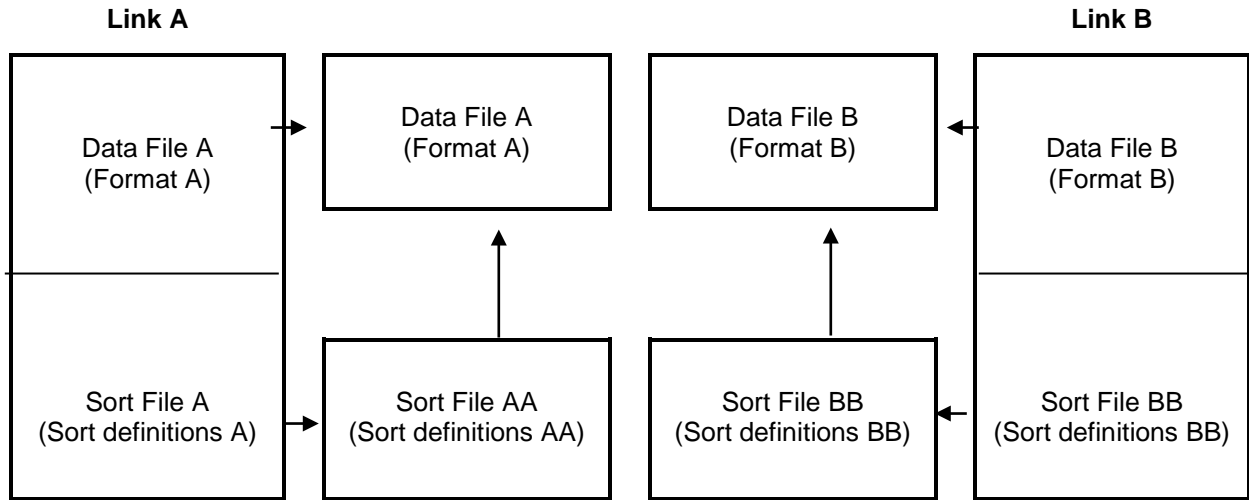 Link A
Link B
Data File A
(Format A)
Data File A
(Format A)
Data File B
(Format B)
Data File B
(Format B)
Sort File A
(Sort definitions A)
Sort File AA
(Sort definitions AA)
Sort File BB
(Sort definitions BB)
Sort File BB
(Sort definitions BB)